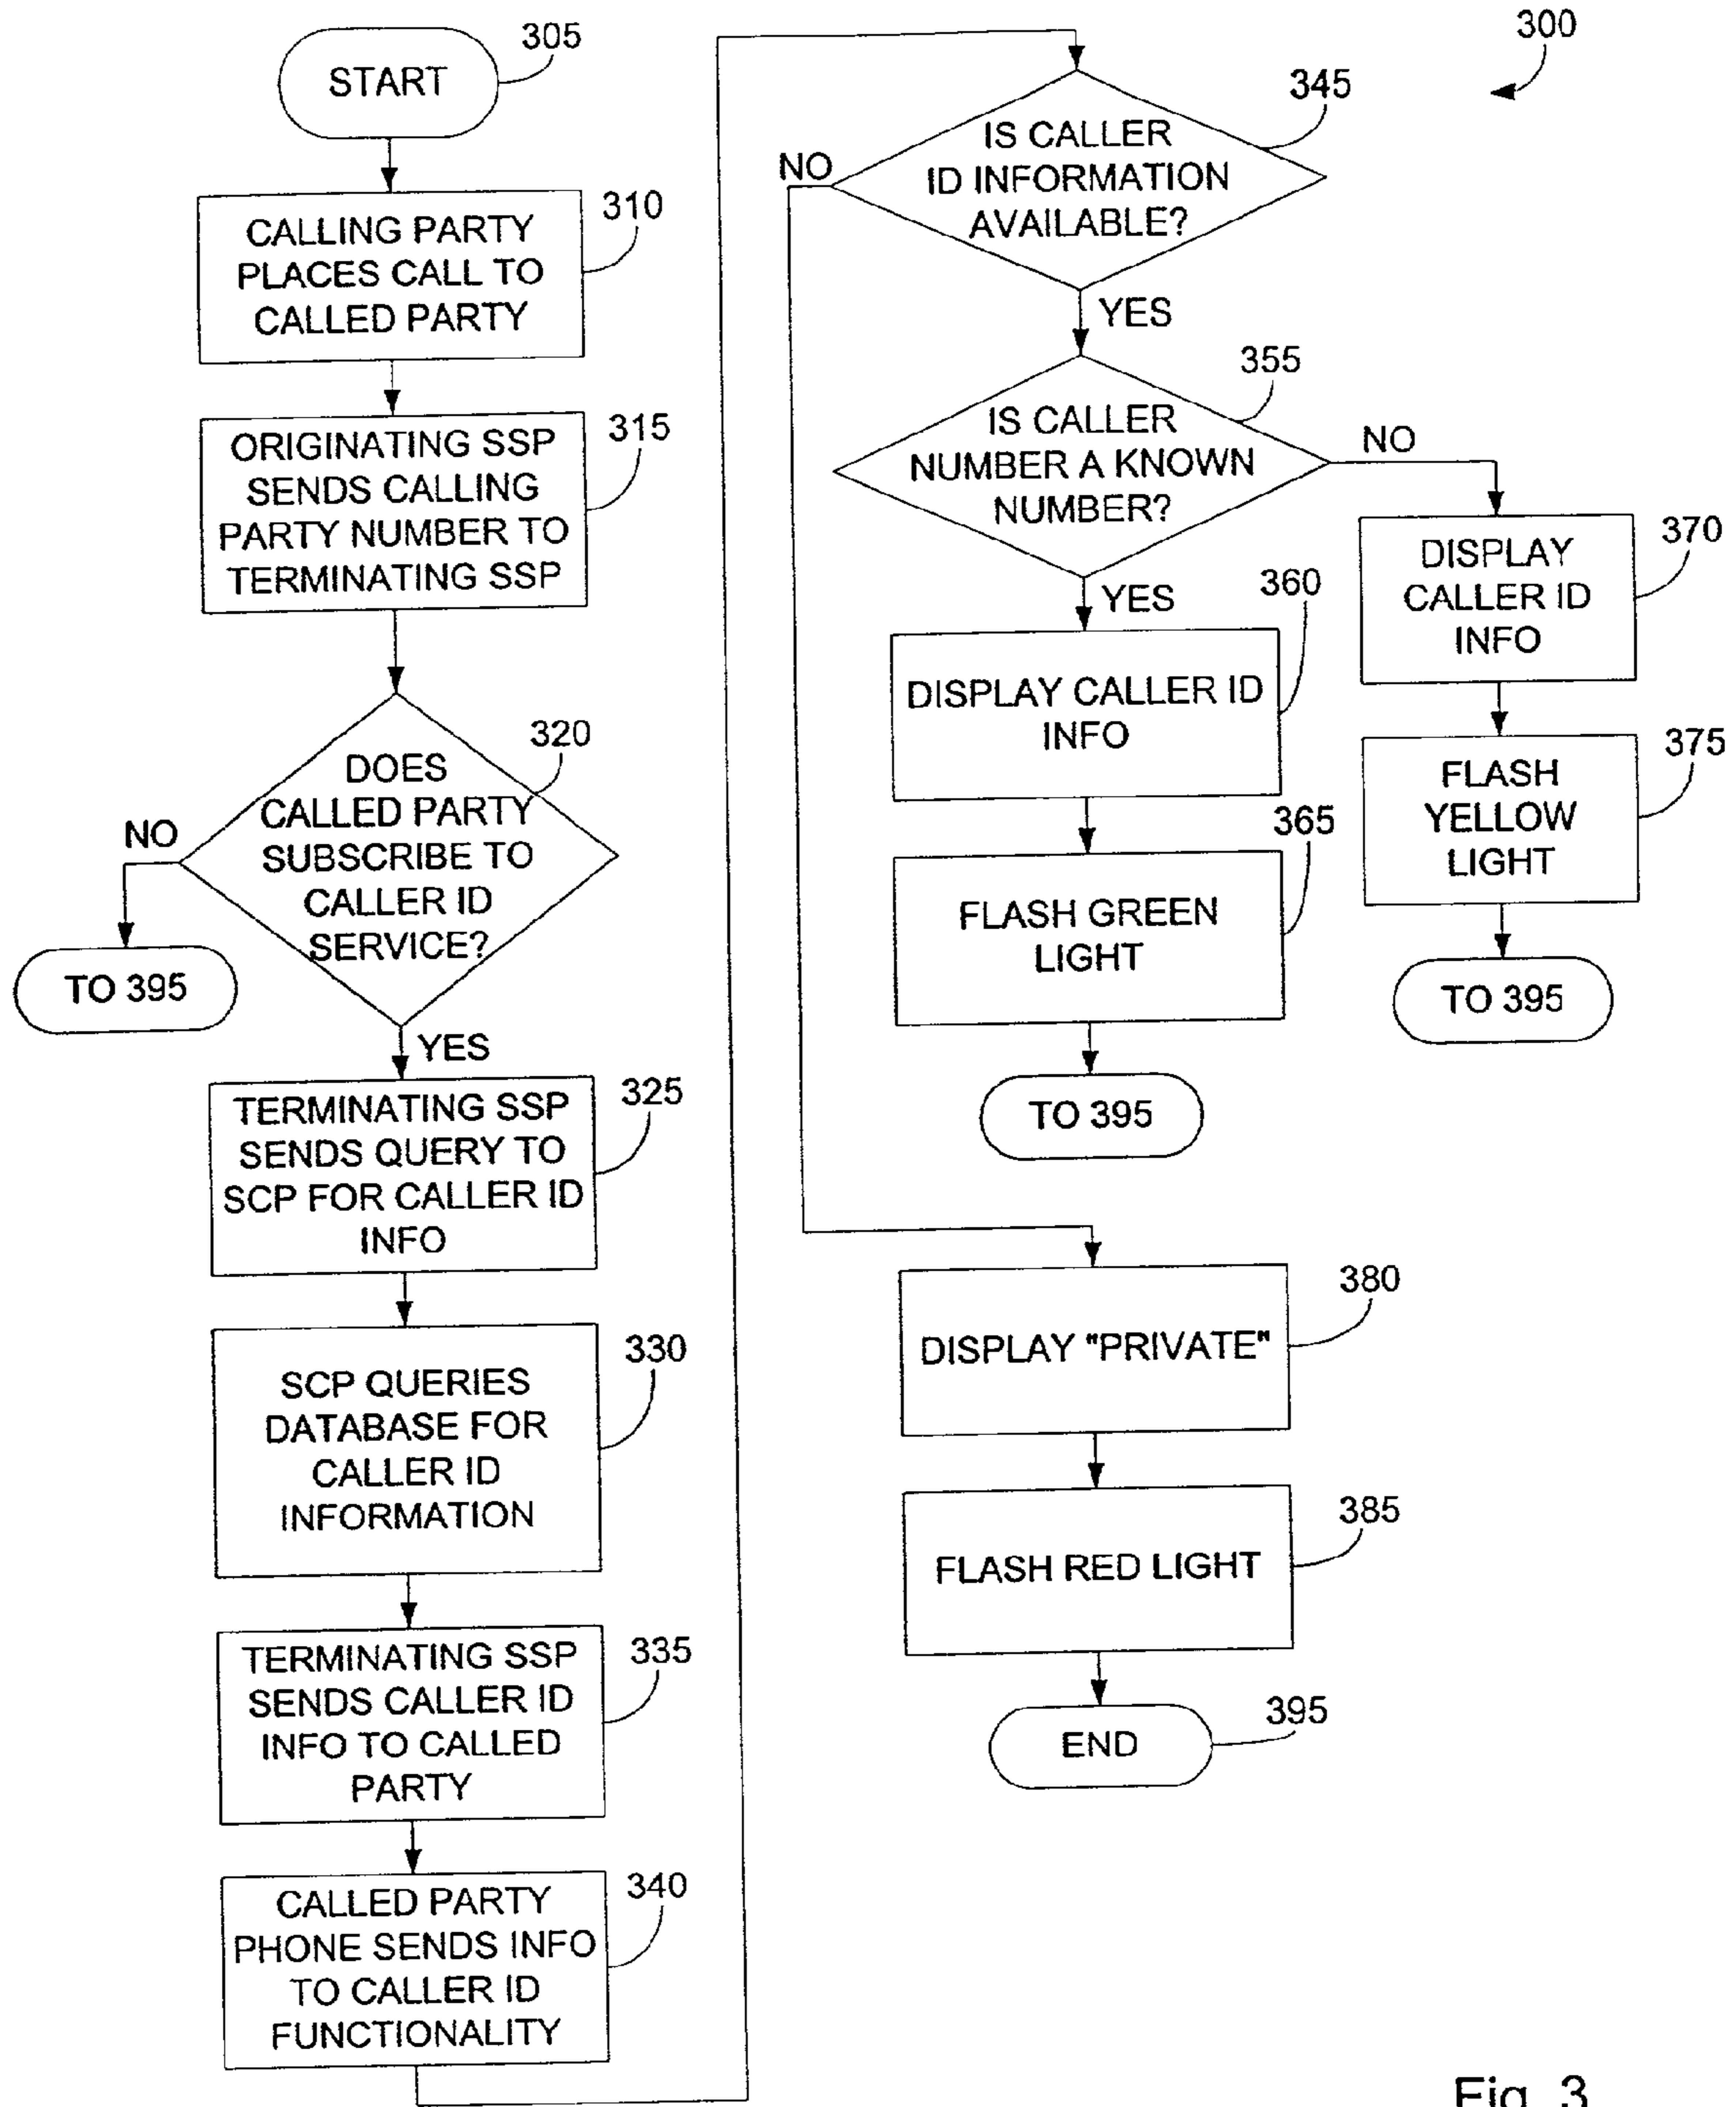 START
305
CALLING PARTY
PLACES CALL TO
CALLED PARTY
310
ORIGINATING SSP
SENDS CALLING
PARTY NUMBER TO
TERMINATING SSP
315
DOES
CALLED PARTY
SUBSCRIBE TO
CALLER ID
SERVICE?
320
NO
TO 395
YES
TERMINATING SSP
SENDS QUERY TO
SCP FOR CALLER ID
INFO
325
SCP QUERIES
DATABASE FOR
CALLER ID
INFORMATION
330
TERMINATING SSP
SENDS CALLER ID
INFO TO CALLED
PARTY
335
CALLED PARTY
PHONE SENDS INFO
TO CALLER ID
FUNCTIONALITY
340
300
IS CALLER
ID INFORMATION
AVAILABLE?
345
NO
YES
IS CALLER
NUMBER A KNOWN
NUMBER?
355
NO
YES
DISPLAY CALLER ID
INFO
360
FLASH GREEN
LIGHT
365
TO 395
DISPLAY
CALLER ID
INFO
370
FLASH
YELLOW
LIGHT
375
TO 395
DISPLAY "PRIVATE"
380
FLASH RED LIGHT
385
END
395
Fig. 3